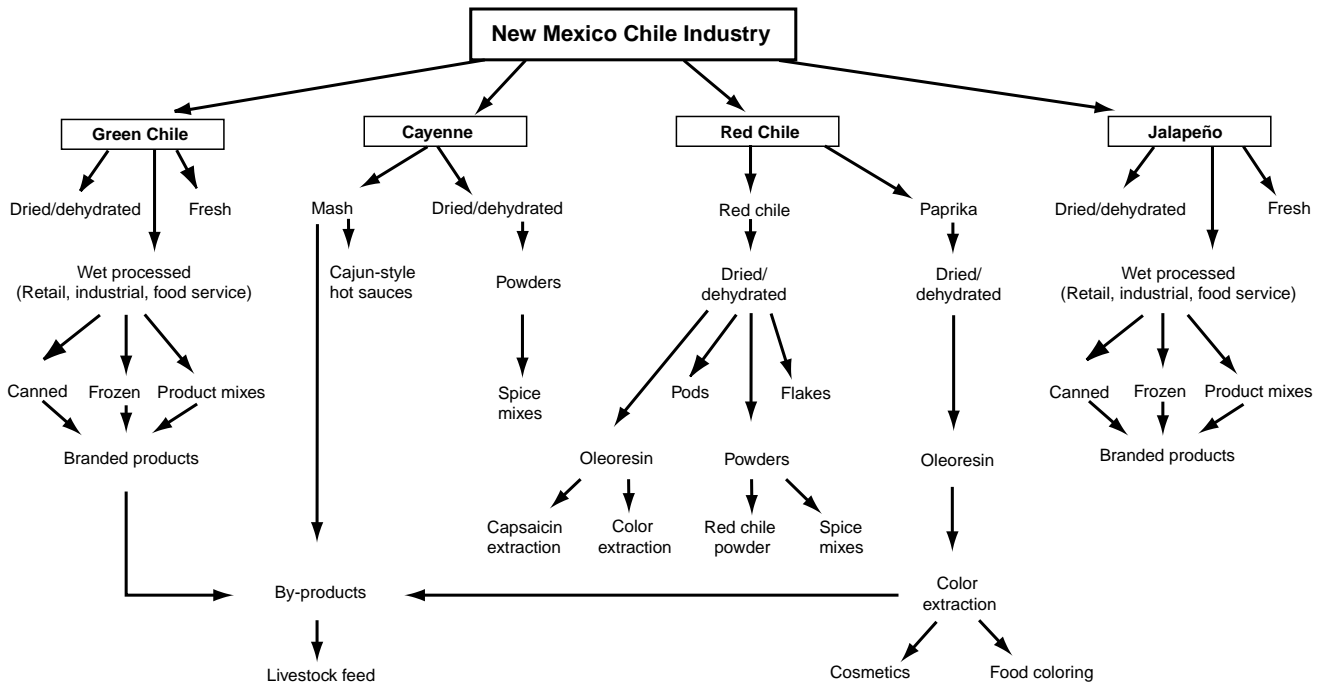 New Mexico Chile Industry
Green Chile
Cayenne
Red Chile
Jalapeño
Dried/dehydrated
Fresh
Mash
Dried/dehydrated
Red chile
Paprika
Dried/dehydrated
Fresh
Wet processed
(Retail, industrial, food service)
Cajun-style
hot sauces
Powders
Dried/
dehydrated
Dried/
dehydrated
Wet processed
(Retail, industrial, food service)
Canned
Frozen
Product mixes
Spice
mixes
Pods
Flakes
Canned
Frozen
Product mixes
Branded products
Oleoresin
Powders
Oleoresin
Branded products
Capsaicin
extraction
Color
extraction
Red chile
powder
Spice
mixes
By-products
Color
extraction
Livestock feed
Cosmetics
Food coloring